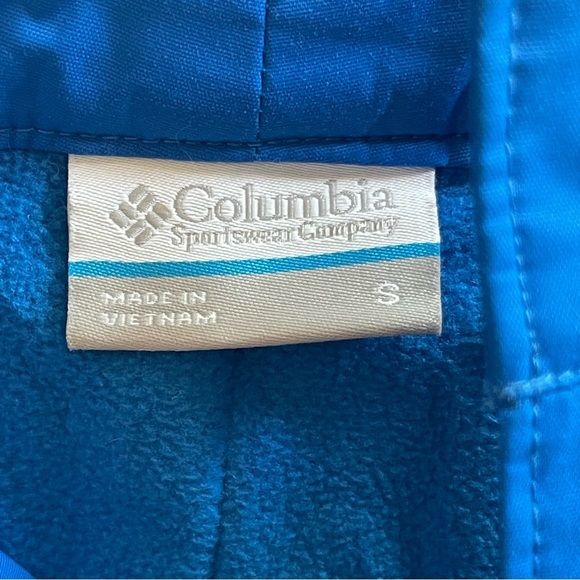 Columbia
Sportswear Company
MADE IN
VIETNAM
S